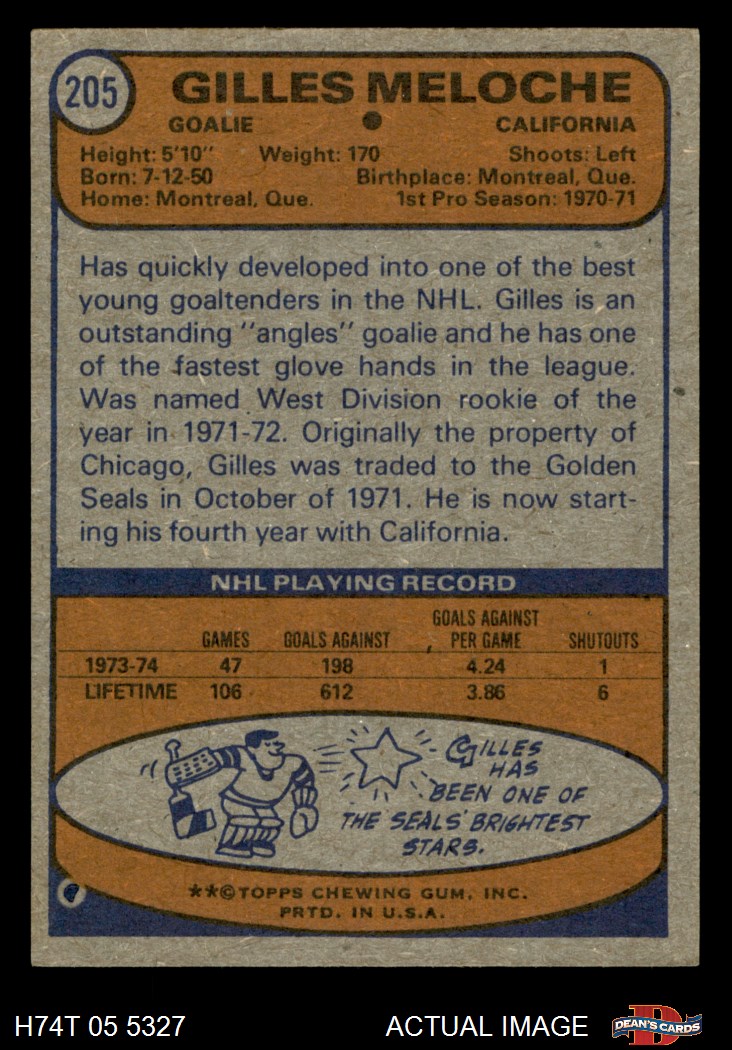 205
GILLES MELOCHE
GOALIE • CALIFORNIA
Height: 5'10" Weight: 170 Shoots: Left
Born: 7-12-50 Birthplace: Montreal, Que.
Home: Montreal, Que. 1st Pro Season: 1970-71
Has quickly developed into one of the best
young goaltenders in the NHL. Gilles is an
outstanding "angles" goalie and he has one
of the fastest glove hands in the league.
Was named West Division rookie of the
year in 1971-72. Originally the property of
Chicago, Gilles was traded to the Golden
Seals in October of 1971. He is now start-
ing his fourth year with California.
NHL PLAYING RECORD
GAMES GOALS AGAINST GOALS AGAINST PER GAME SHUTOUTS
1973-74 47 198 4.24 1
LIFETIME 106 612 3.86 6
GILLES
HAS
BEEN ONE OF
THE SEALS' BRIGHTEST
STARS.
**©TOPPS CHEWING GUM, INC.
PRTD. IN U.S.A.
H74T 05 5327 ACTUAL IMAGE
D
DEAN'S CARDS